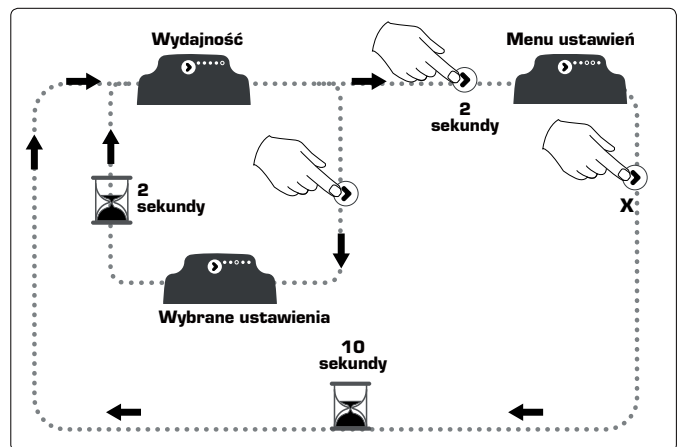 Wydajność
Menu ustawień
2
sekundy
2
sekundy
X
Wybrane ustawienia
10
sekundy